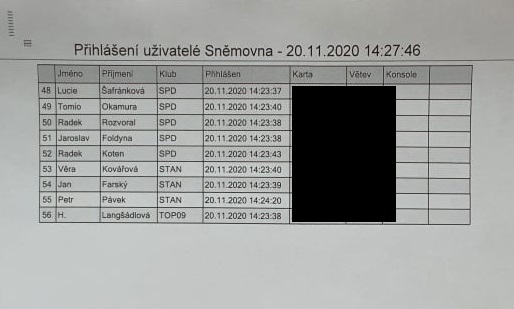 Přihlášení uživatelé Sněmovna - 20.11.2020 14:27:46
Jméno Příjmení Klub Přihlášen Karta Větev Konsole
48 Lucie Šafránková SPD 20.11.2020 14:23:37
49 Tomio Okamura SPD 20.11.2020 14:23:40
50 Radek Rozvoral SPD 20.11.2020 14:23:38
51 Jaroslav Foldyna SPD 20.11.2020 14:23:38
52 Radek Koten SPD 20.11.2020 14:23:43
53 Věra Kovářová STAN 20.11.2020 14:23:40
54 Jan Farský STAN 20.11.2020 14:23:39
55 Petr Pávek STAN 20.11.2020 14:24:20
56 H. Langšádlová TOP09 20.11.2020 14:23:38